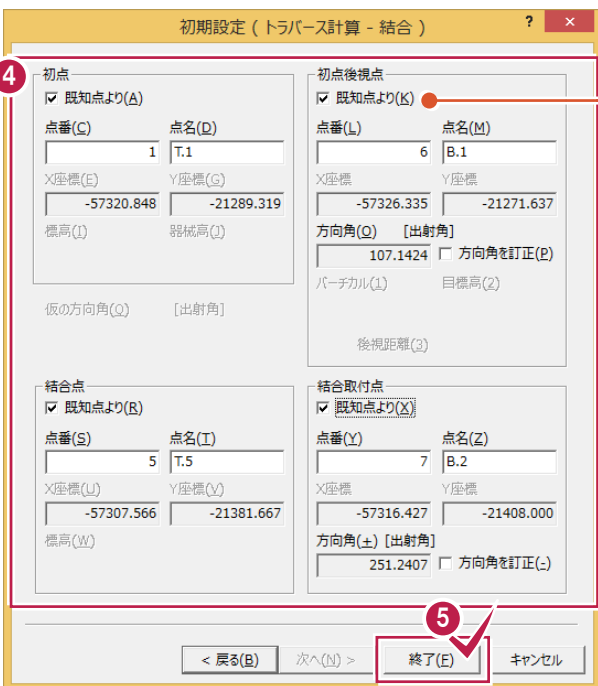 初期設定 ( トラバース計算 - 結合 ) ? ×
4
初点
既知点より(A)
点番(C) 点名(D)
1 T.1
X座標(E) Y座標(G)
-57320.848 -21289.319
標高(I) 器械高(J)
仮の方向角(Q) [出射角]
初点後視点
既知点より(K)
点番(L) 点名(M)
6 B.1
X座標 Y座標
-57326.335 -21271.637
方向角(O) [出射角]
107.1424 方向角を訂正(P)
バーチカル(1) 目標高(2)
後視距離(3)
結合点
既知点より(R)
点番(S) 点名(T)
5 T.5
X座標(U) Y座標(V)
-57307.566 -21381.667
標高(W)
結合取付点
既知点より(X)
点番(Y) 点名(Z)
7 B.2
X座標 Y座標
-57316.427 -21408.000
方向角(+) [出射角]
251.2407 方向角を訂正(-)
5
< 戻る(B) 次へ(N) > 終了(F) キャンセル